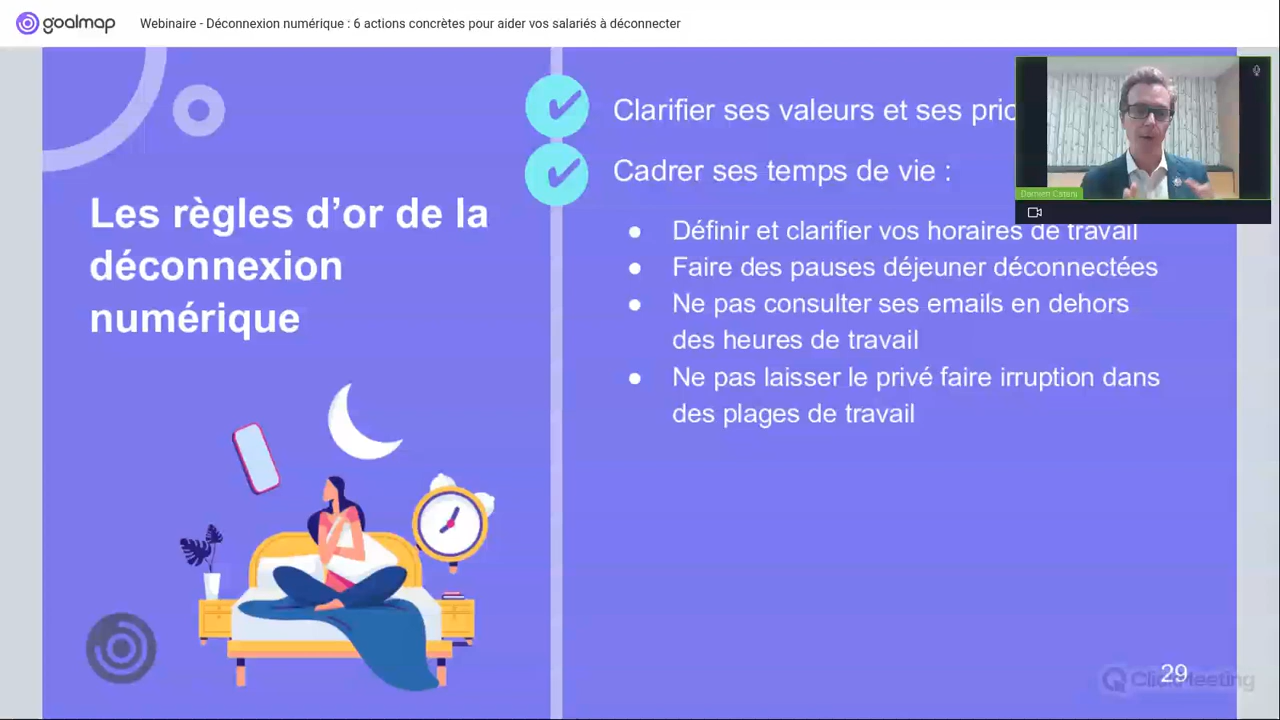 goalmap
Webinaire - Déconnexion numérique : 6 actions concrètes pour aider vos salariés à déconnecter
Les règles d'or de la
déconnexion
numérique
Clarifier ses valeurs et ses
Cadrer ses temps de vie :
Damien Catani
● Définir et clarifier vos horaires de travail
● Faire des pauses déjeuner déconnectées
● Ne pas consulter ses emails en dehors
des heures de travail
● Ne pas laisser le privé faire irruption dans
des plages de travail
29
ClickMeeting